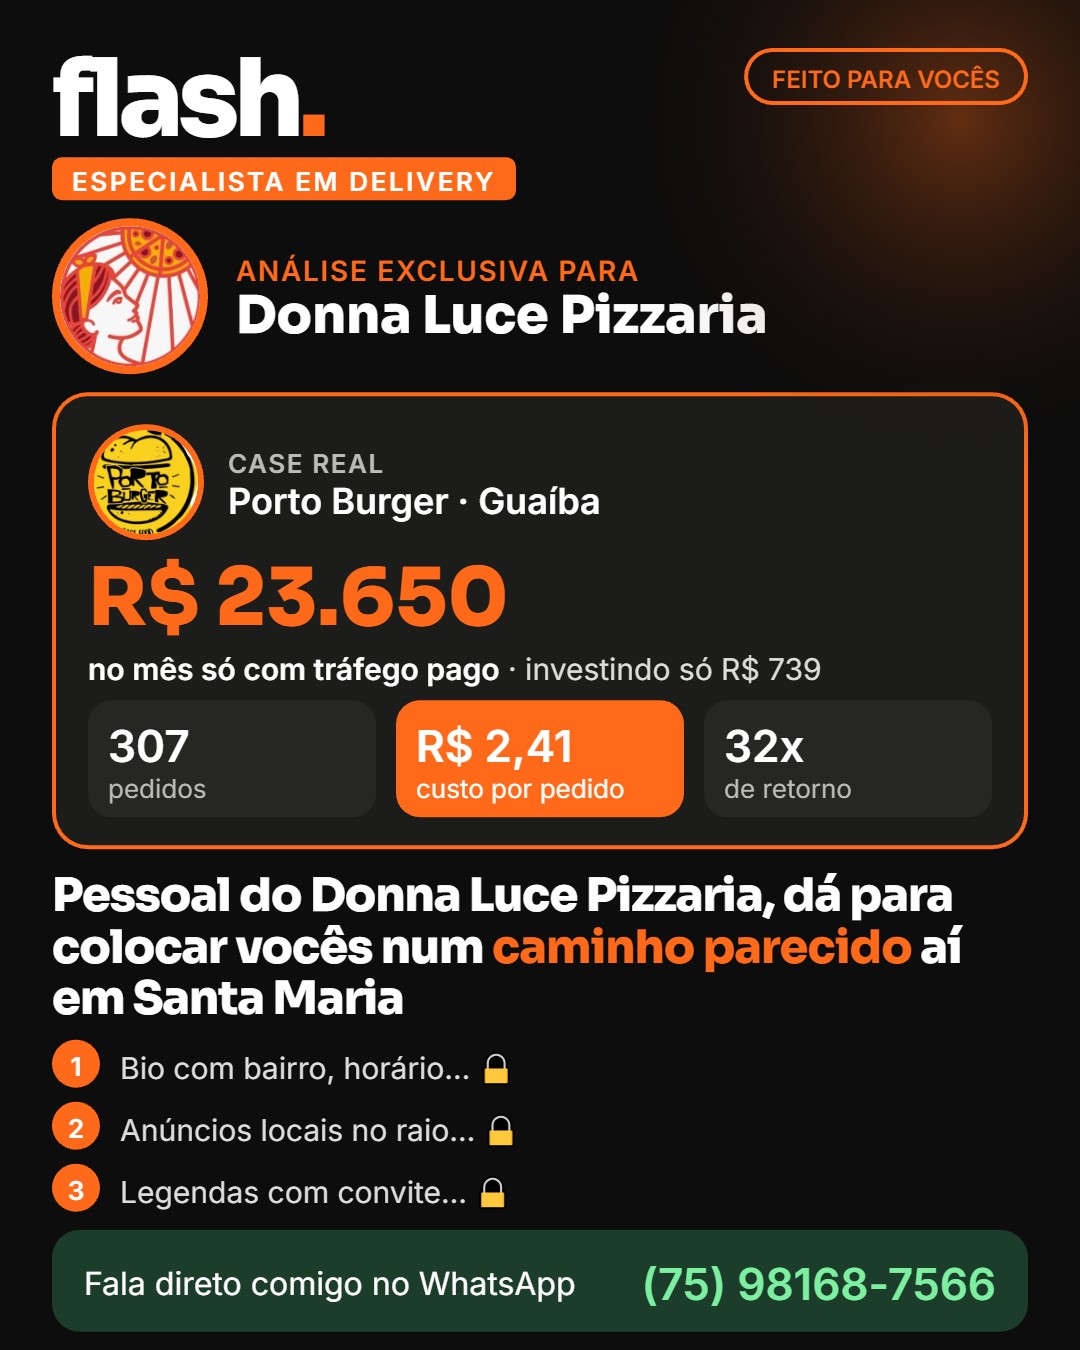 flash.
FEITO PARA VOCÊS
ESPECIALISTA EM DELIVERY
ANÁLISE EXCLUSIVA PARA
Donna Luce Pizzaria
PORTO
BURGER
CASE REAL
Porto Burger · Guaíba
R$ 23.650
no mês só com tráfego pago · investindo só R$ 739
307
pedidos
R$ 2,41
custo por pedido
32x
de retorno
Pessoal do Donna Luce Pizzaria, dá para
colocar vocês num caminho parecido aí
em Santa Maria
1 Bio com bairro, horário...
2 Anúncios locais no raio...
3 Legendas com convite...
Fala direto comigo no WhatsApp (75) 98168-7566